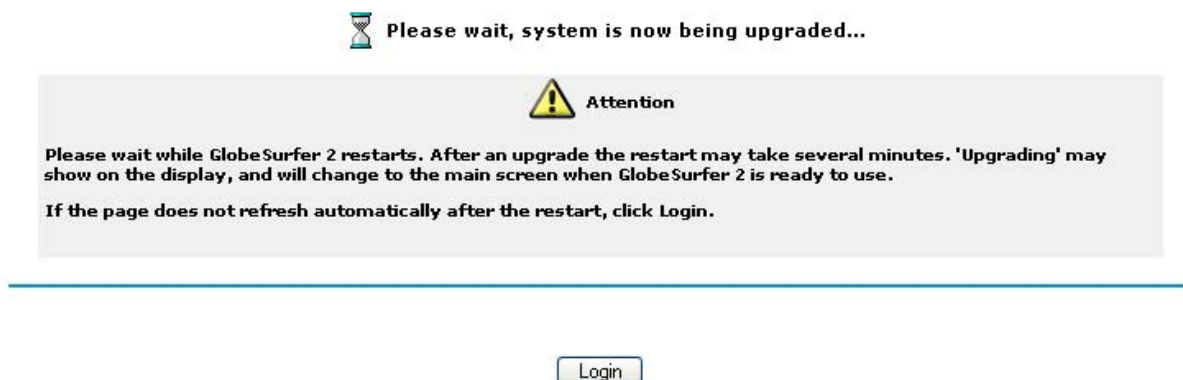 Please wait, system is now being upgraded...
Attention
Please wait while GlobeSurfer 2 restarts. After an upgrade the restart may take several minutes. 'Upgrading' may
show on the display, and will change to the main screen when GlobeSurfer 2 is ready to use.
If the page does not refresh automatically after the restart, click Login.
Login